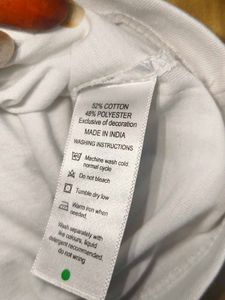 52% COTTON
48% POLYESTER
Exclusive of decoration
MADE IN INDIA
WASHING INSTRUCTIONS
Machine wash cold
normal cycle
Do not bleach
Tumble dry low
Warm iron when
needed.
Wash separately with
like colours, liquid
detergent recommended.
do not wring